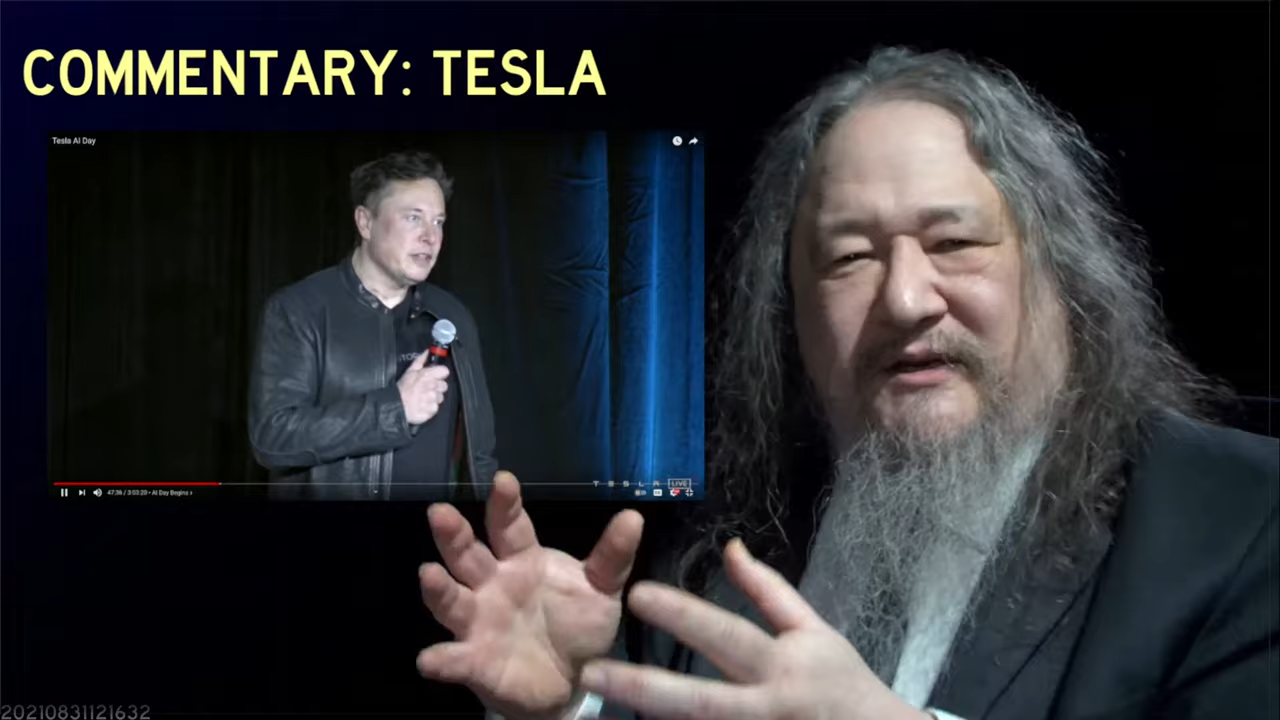 COMMENTARY: TESLA
Tesla AI Day
TESLA LIVE
47:36 / 3:03:20 • AI Day Begins ›
20210831121632